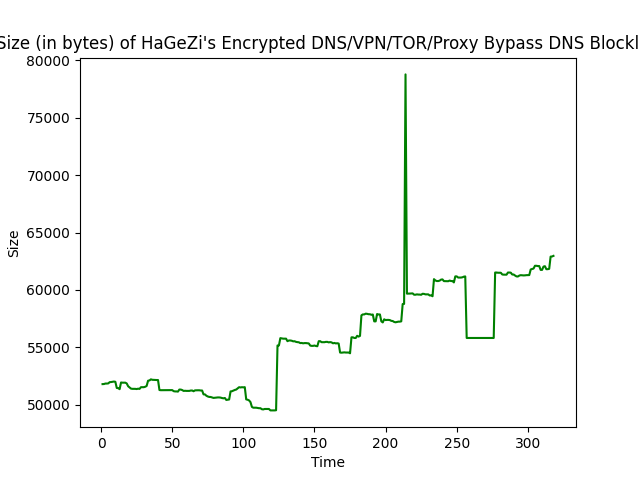 Size (in bytes) of HaGeZi's Encrypted DNS/VPN/TOR/Proxy Bypass DNS Blockl
80000
75000
70000
65000
60000
55000
50000
Size
0 50 100 150 200 250 300
Time